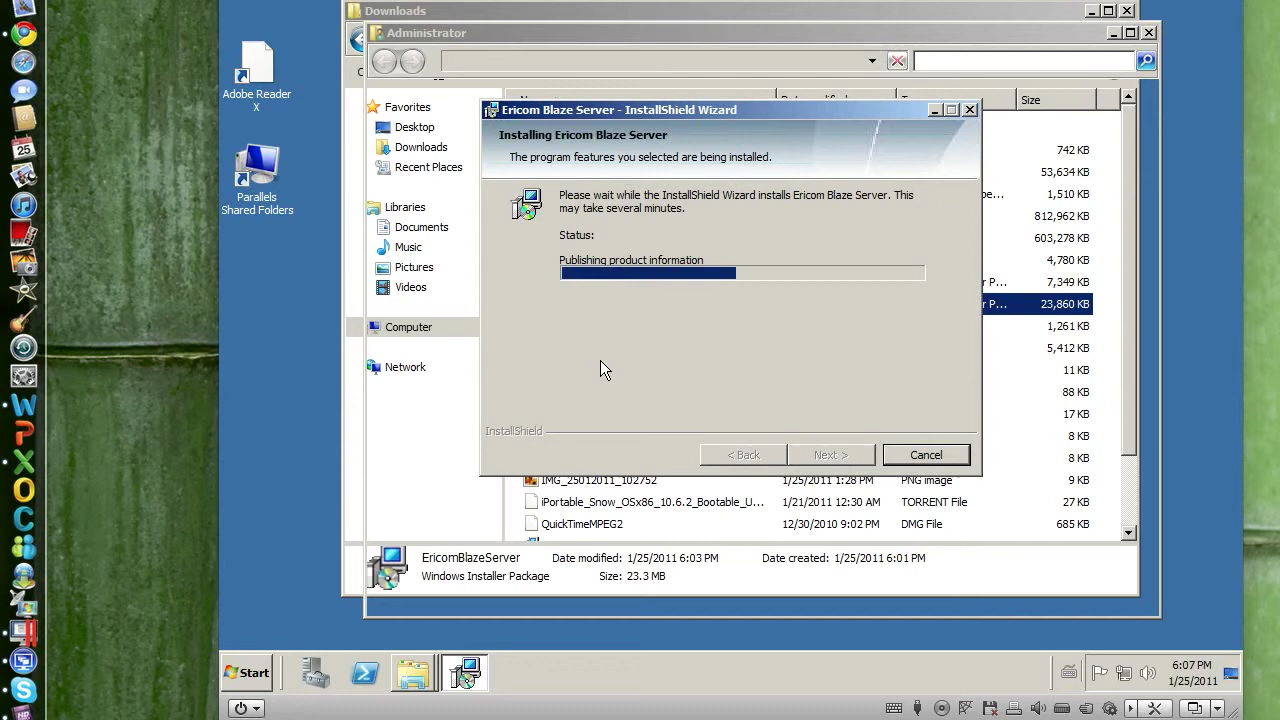 Downloads
Administrator
Adobe Reader
X
Parallels
Shared Folders
Favorites
Desktop
Downloads
Recent Places
Libraries
Documents
Music
Pictures
Videos
Computer
Network
Size
742 KB
53,634 KB
1,510 KB
812,962 KB
603,278 KB
4,780 KB
r P... 7,349 KB
r P... 23,860 KB
1,261 KB
5,412 KB
11 KB
88 KB
17 KB
8 KB
9 KB
Ericom Blaze Server - InstallShield Wizard
Installing Ericom Blaze Server
The program features you selected are being installed.
Please wait while the InstallShield Wizard installs Ericom Blaze Server. This
may take several minutes.
Status:
Publishing product information
InstallShield
< Back Next > Cancel
IMG_25012011_102752 1/25/2011 1:28 PM PNG image 8 KB
iPortable_Snow_OSx86_10.6.2_Bootable_U... 1/21/2011 12:30 AM TORRENT File 27 KB
QuickTimeMPEG2 12/30/2010 9:02 PM DMG File 685 KB
EricomBlazeServer Date modified: 1/25/2011 6:03 PM Date created: 1/25/2011 6:01 PM
Windows Installer Package Size: 23.3 MB
Start
6:07 PM
1/25/2011